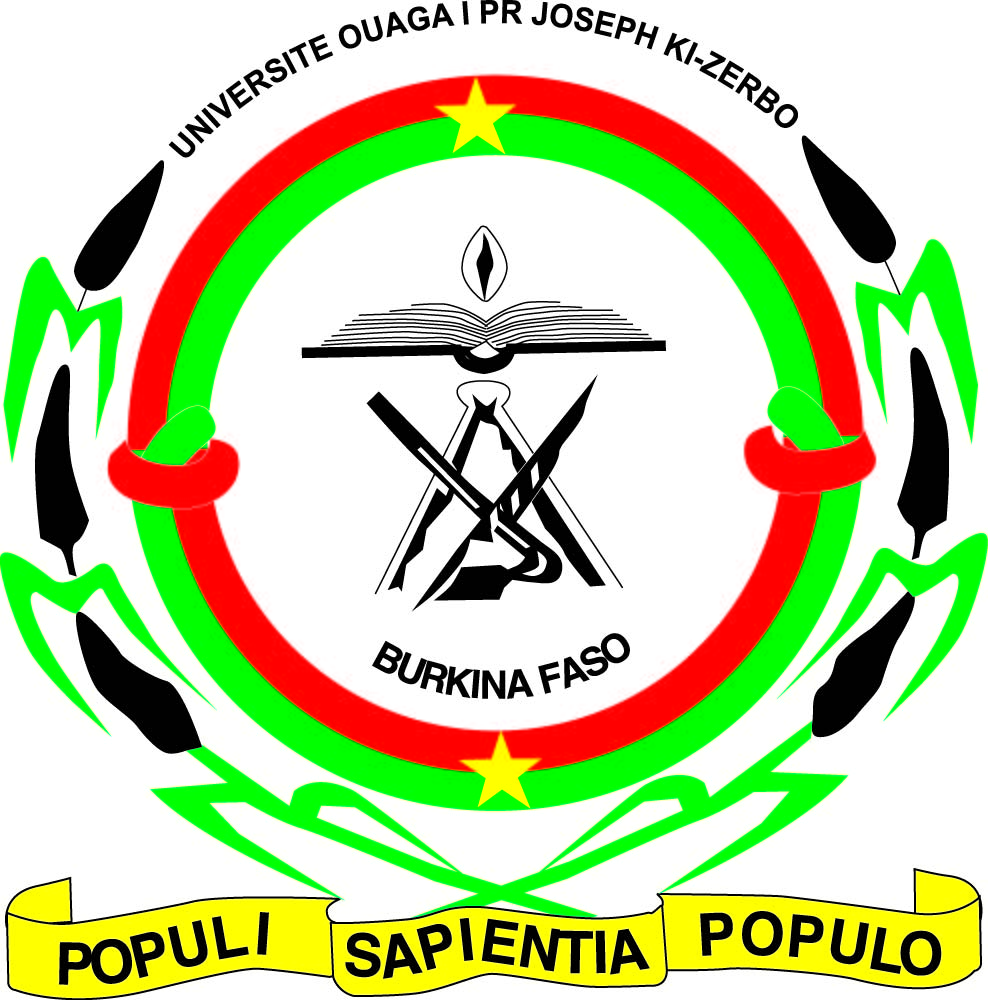 UNIVERSITE OUAGA I PR JOSEPH KI-ZERBO
BURKINA FASO
POPULI SAPIENTIA POPULO